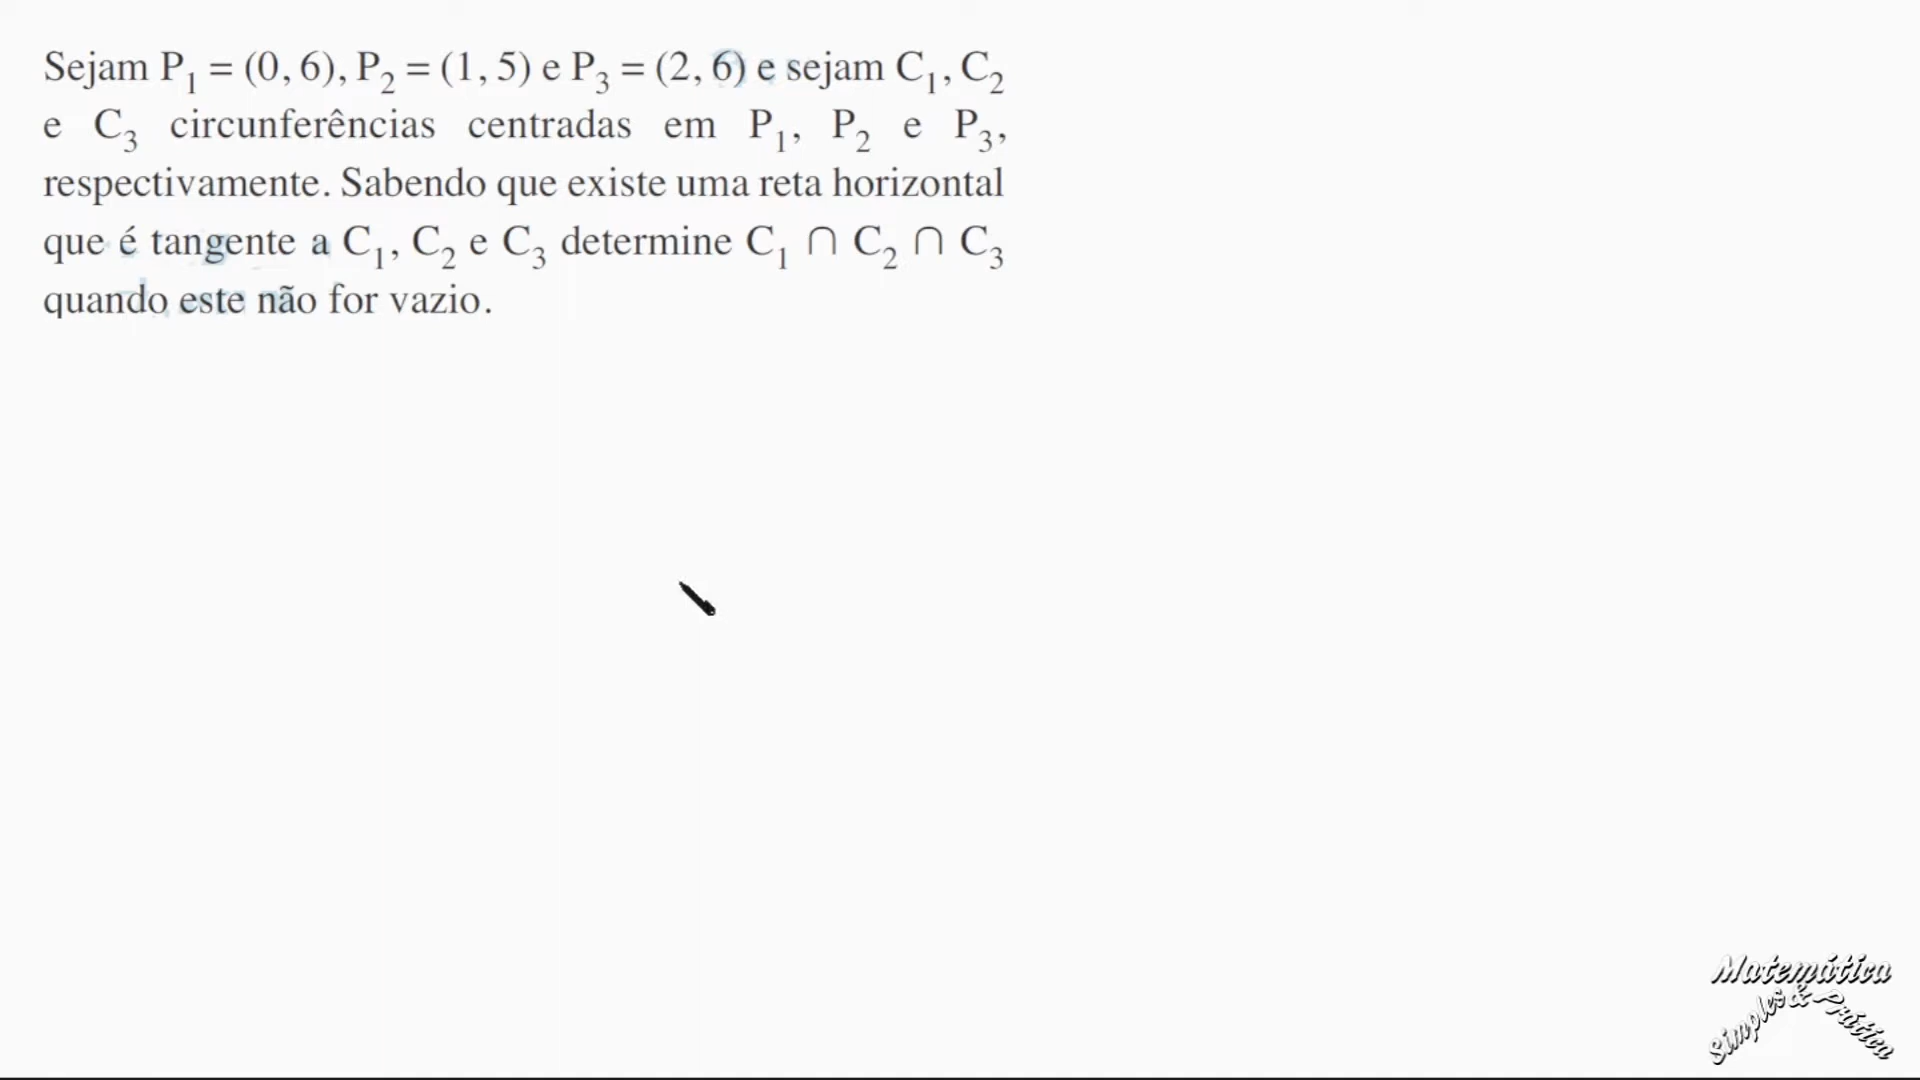 Sejam P₁ = (0, 6), P₂ = (1, 5) e P₃ = (2, 6) e sejam C₁, C₂
e C₃ circunferências centradas em P₁, P₂ e P₃,
respectivamente. Sabendo que existe uma reta horizontal
que é tangente a C₁, C₂ e C₃ determine C₁ ∩ C₂ ∩ C₃
quando este não for vazio.
Matemática
Simples & Prática